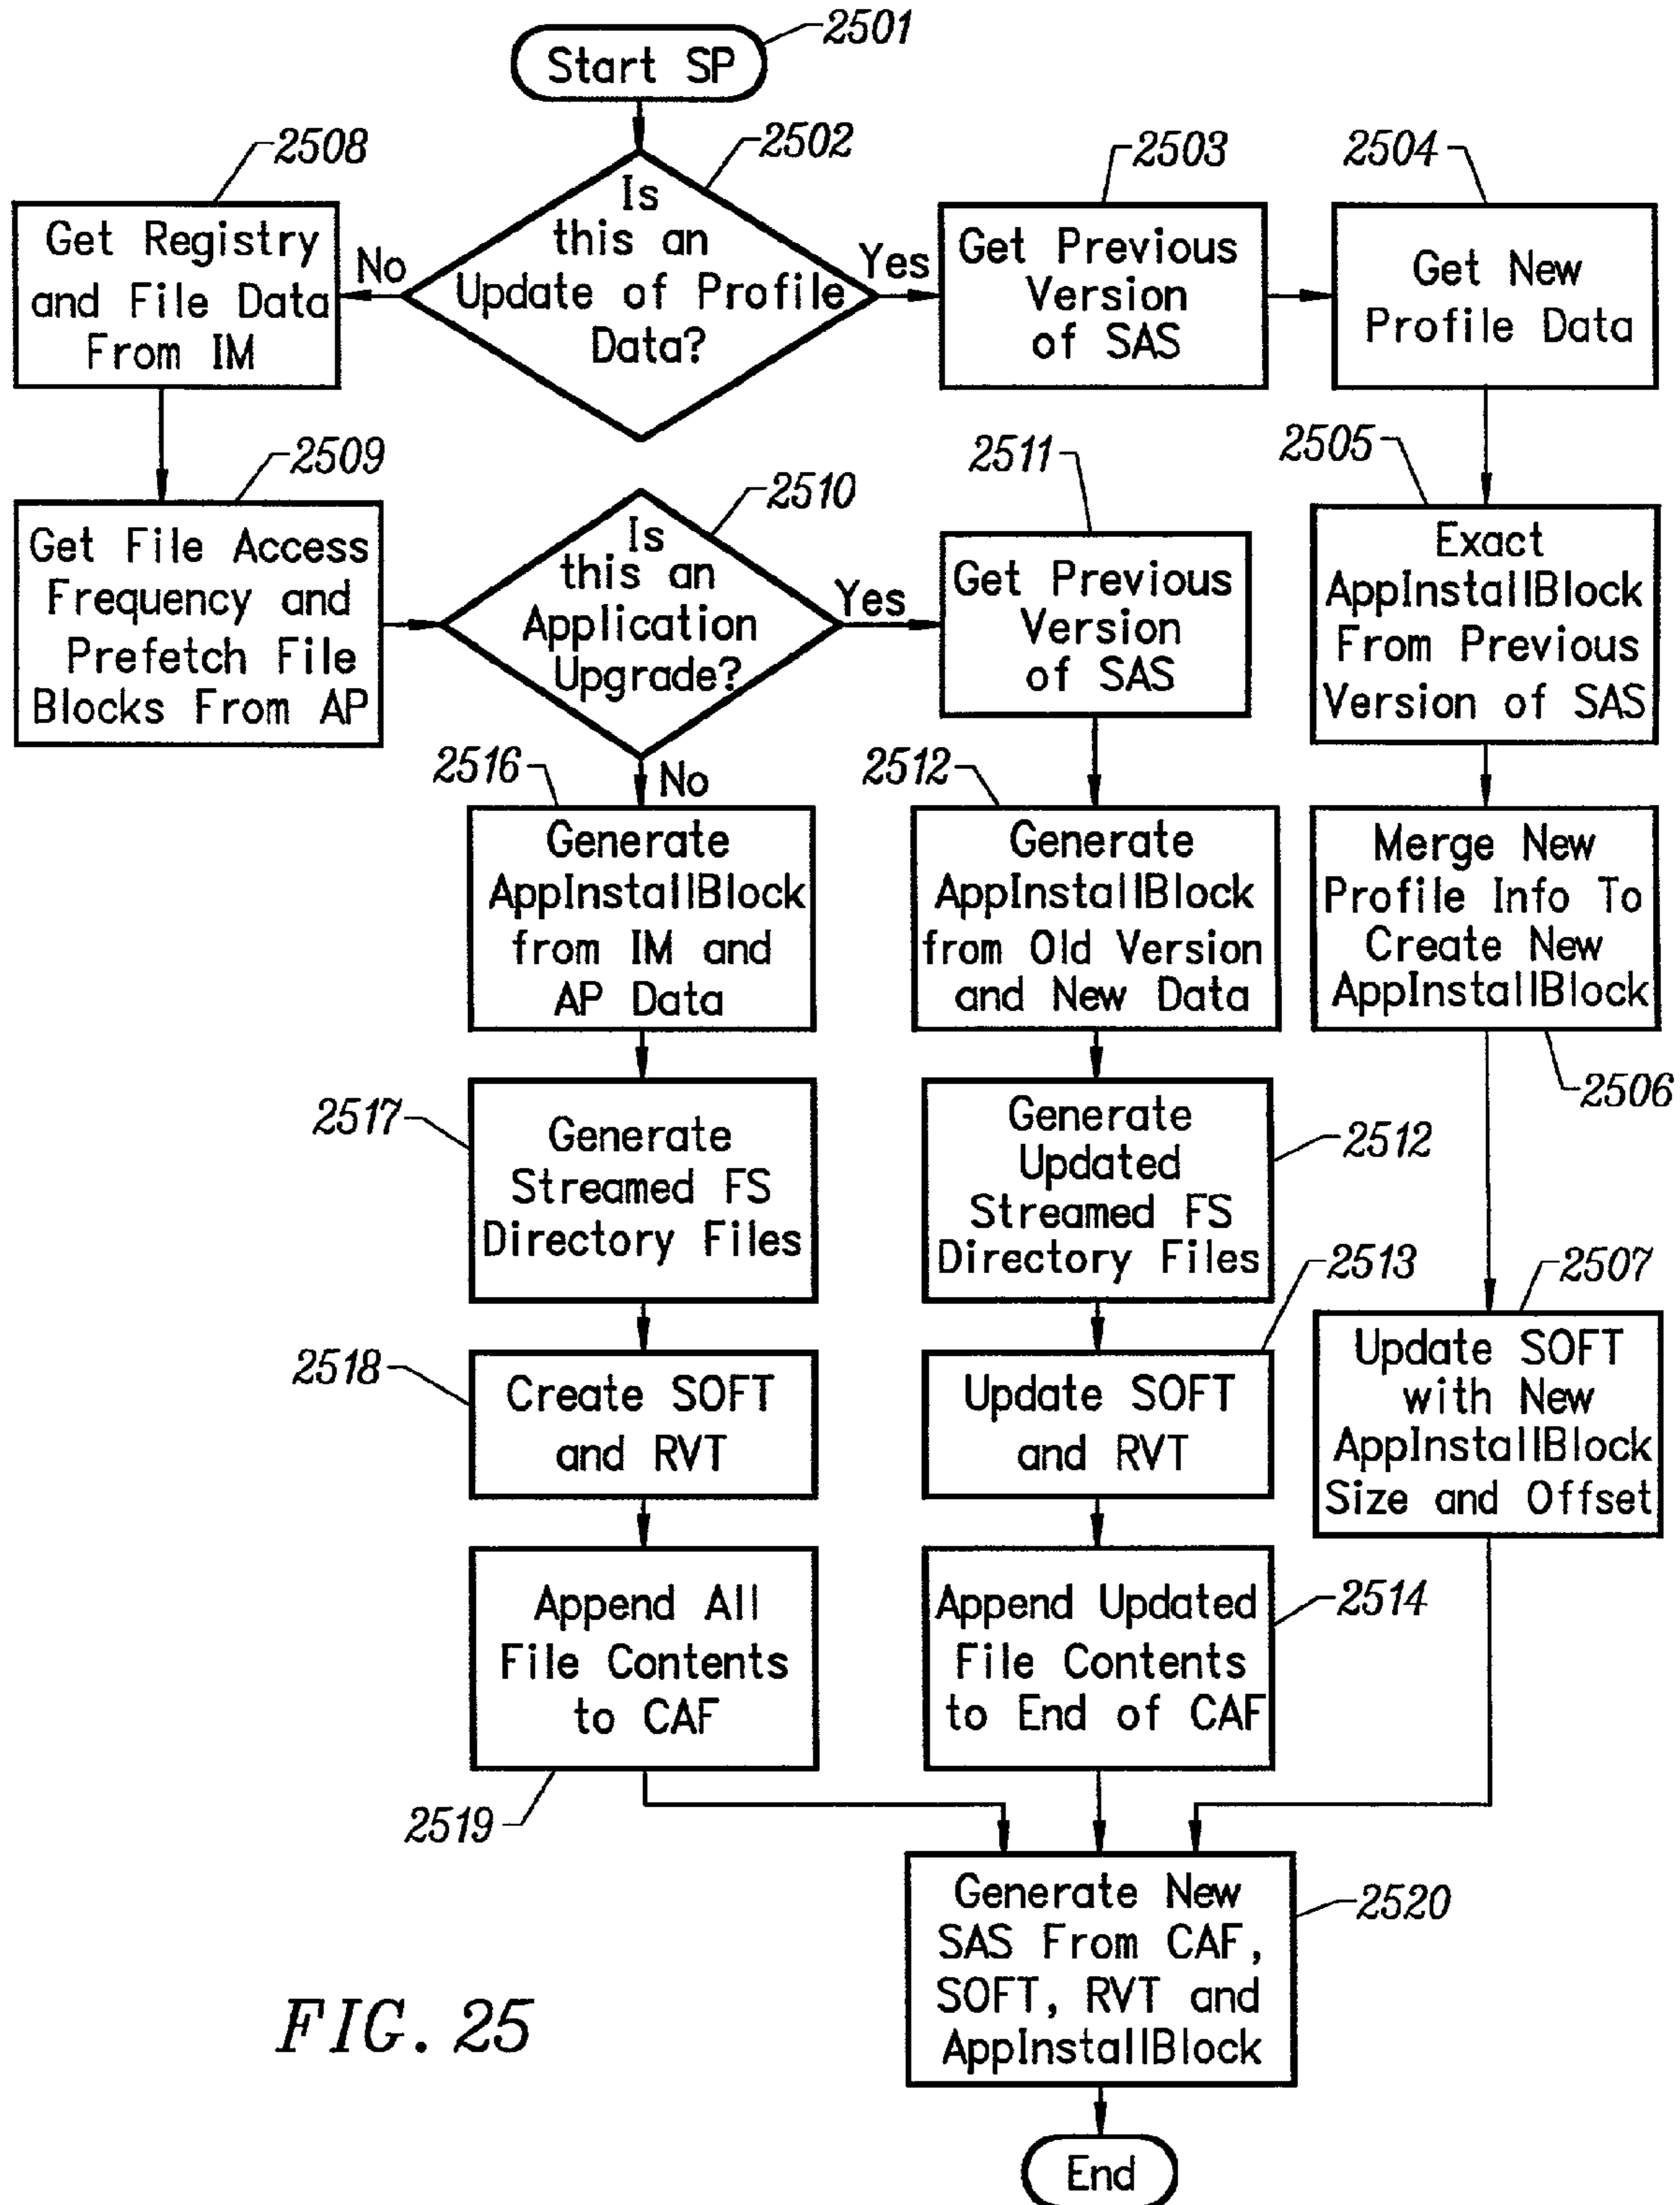 2501
Start SP
2508
2502
2503
2504
Get Registry
and File Data
From IM
No
Is
this an
Update of Profile
Data?
Yes
Get Previous
Version
of SAS
Get New
Profile Data
2509
2510
2511
2505
Get File Access
Frequency and
Prefetch File
Blocks From AP
Is
this an
Application
Upgrade?
Yes
Get Previous
Version
of SAS
Exact
AppInstallBlock
From Previous
Version of SAS
2516
No
2512
Generate
AppInstallBlock
from IM and
AP Data
Generate
AppInstallBlock
from Old Version
and New Data
Merge New
Profile Info To
Create New
AppInstallBlock
2506
2517
Generate
Streamed FS
Directory Files
Generate
Updated
Streamed FS
Directory Files
2512
2513
2507
2518
Create SOFT
and RVT
Update SOFT
and RVT
Update SOFT
with New
AppInstallBlock
Size and Offset
Append All
File Contents
to CAF
Append Updated
File Contents
to End of CAF
2514
2519
Generate New
SAS From CAF,
SOFT, RVT and
AppInstallBlock
2520
FIG. 25
End